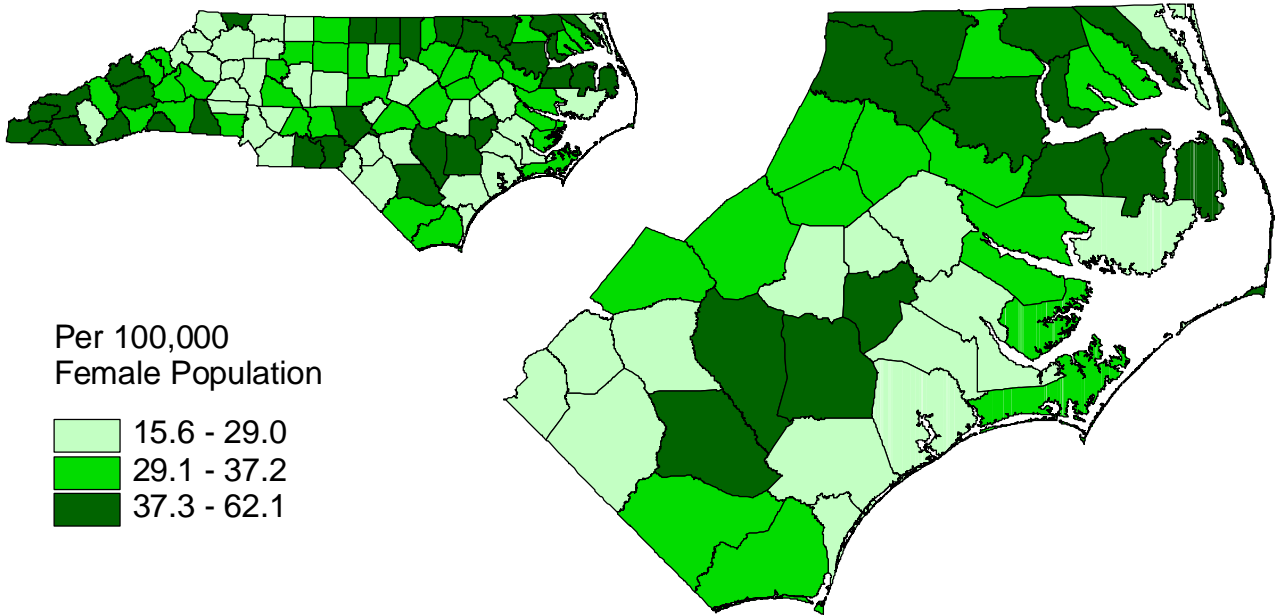 Per 100,000
Female Population
15.6 - 29.0
29.1 - 37.2
37.3 - 62.1